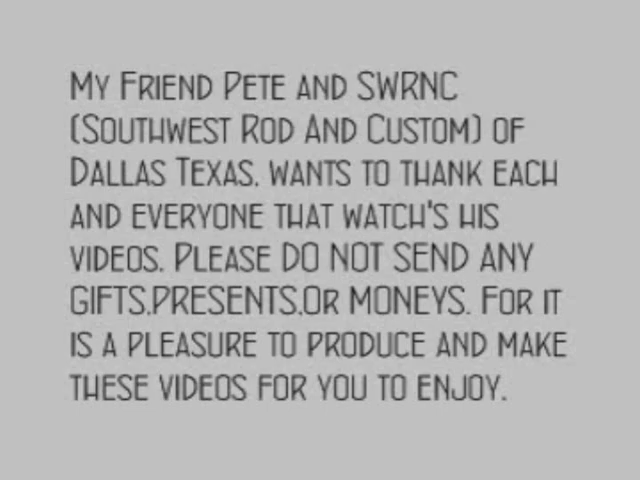 My Friend Pete and SWRNC
(Southwest Rod And Custom) of
Dallas Texas. wants to thank each
and everyone that watch's his
videos. Please DO NOT SEND ANY
GIFTS.PRESENTS.Or MONEYS. For it
is a pleasure to produce and make
these videos for you to enjoy.